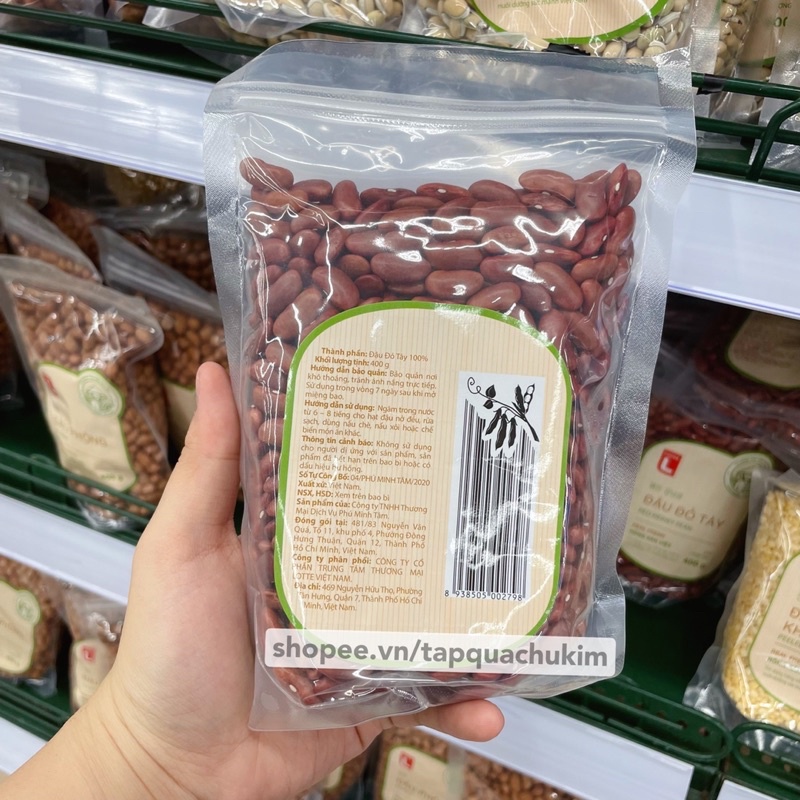 Thành phần: Đậu Đỏ Tây 100%
Khối lượng tịnh: 400 g
Hướng dẫn bảo quản: Bảo quản nơi
khô thoáng, tránh ánh nắng trực tiếp.
Sử dụng trong vòng 7 ngày sau khi mở
miệng bao.
Hướng dẫn sử dụng: Ngâm trong nước
từ 6 - 8 tiếng cho hạt đậu nở đều, rửa
sạch, dùng nấu chè, nấu xôi hoặc chế
biến món ăn khác.
Thông tin cảnh báo: Không sử dụng
cho người dị ứng với sản phẩm, sản
phẩm đã hết hạn trên bao bì hoặc có
dấu hiệu hư hỏng.
Số Tự Công Bố: 04/PHÚ MINH TÂM/2020
Xuất xứ: Việt Nam.
NSX, HSD: Xem trên bao bì
Sản phẩm của: Công ty TNHH Thương
Mại Dịch Vụ Phú Minh Tâm.
Đóng gói tại: 481/83 Nguyễn Văn
Quá, Tổ 11, khu phố 4, Phường Đông
Hưng Thuận, Quận 12, Thành Phố
Hồ Chí Minh, Việt Nam.
Công ty phân phối: CÔNG TY CỔ
PHẦN TRUNG TÂM THƯƠNG MẠI
LOTTE VIỆT NAM.
Địa chỉ: 469 Nguyễn Hữu Thọ, Phường
Tân Hưng, Quận 7, Thành Phố Hồ Chí
Minh, Việt Nam.
8 938505 002798
shopee.vn/tapquachukim
L
ĐẬU ĐỎ TÂY